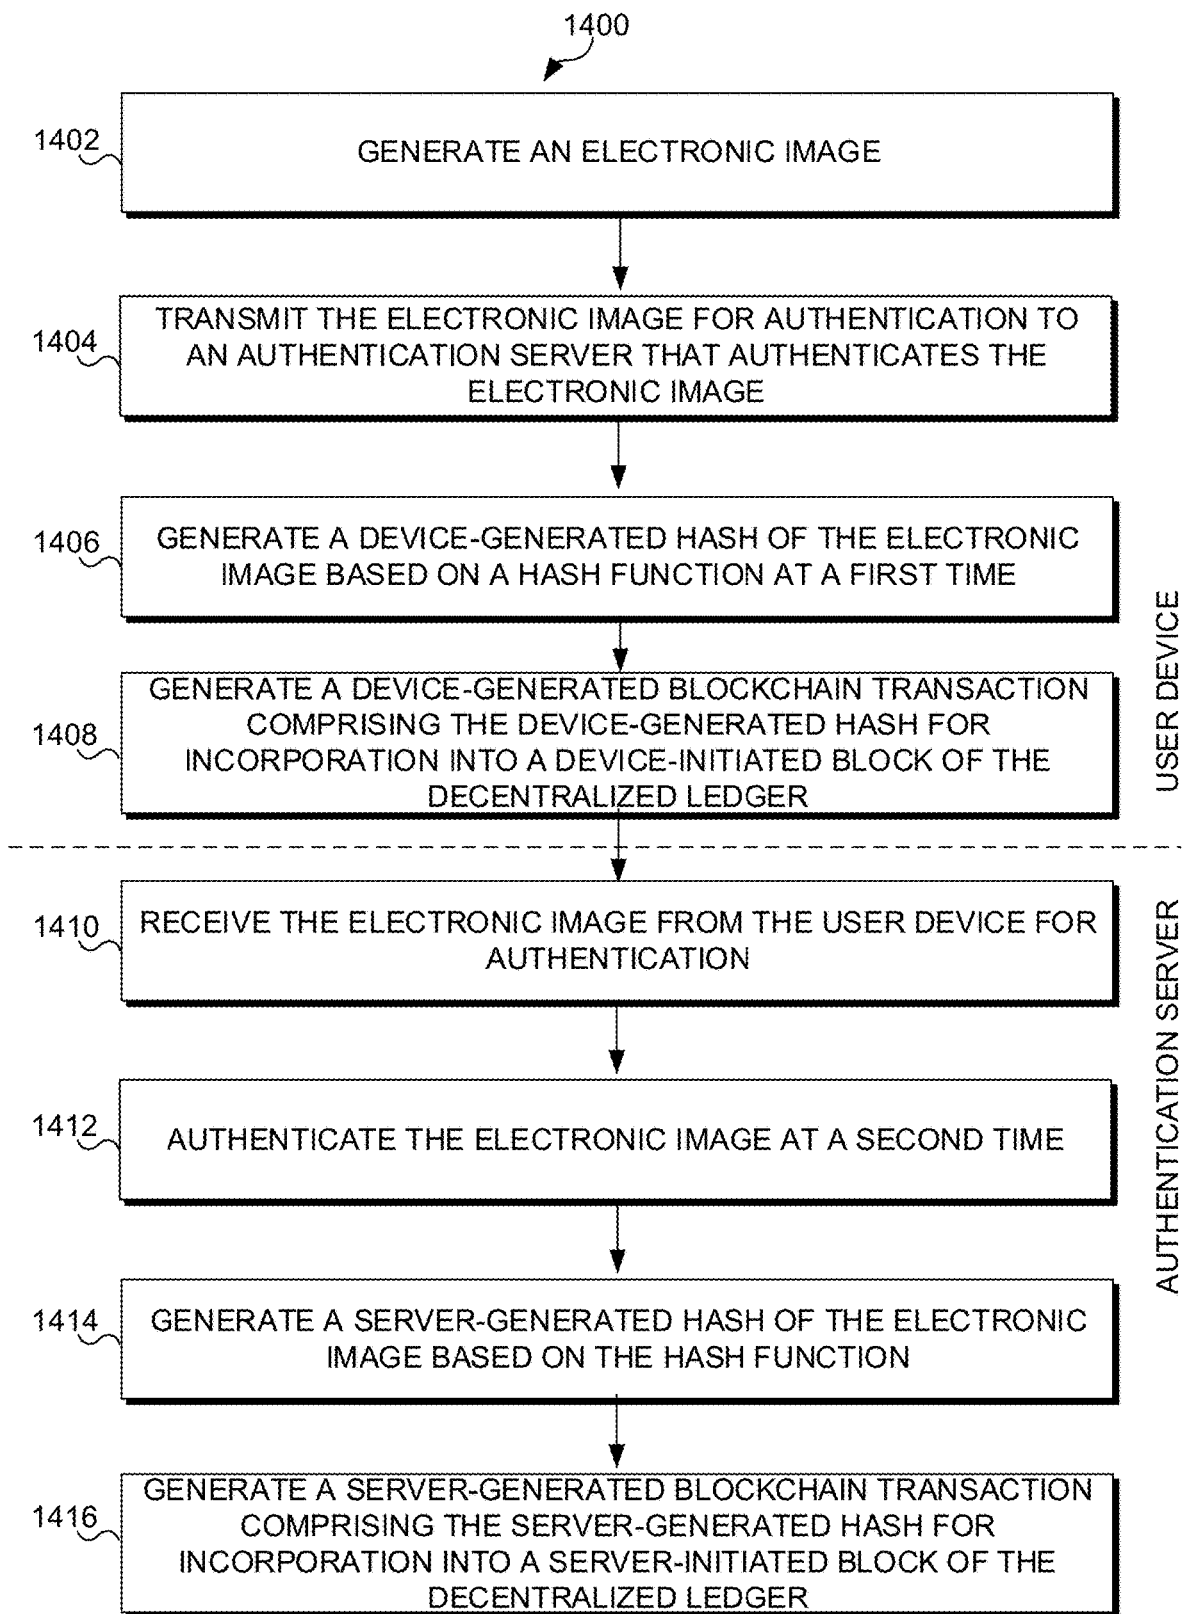 1400
1402
GENERATE AN ELECTRONIC IMAGE
1404
TRANSMIT THE ELECTRONIC IMAGE FOR AUTHENTICATION TO
AN AUTHENTICATION SERVER THAT AUTHENTICATES THE
ELECTRONIC IMAGE
1406
GENERATE A DEVICE-GENERATED HASH OF THE ELECTRONIC
IMAGE BASED ON A HASH FUNCTION AT A FIRST TIME
1408
GENERATE A DEVICE-GENERATED BLOCKCHAIN TRANSACTION
COMPRISING THE DEVICE-GENERATED HASH FOR
INCORPORATION INTO A DEVICE-INITIATED BLOCK OF THE
DECENTRALIZED LEDGER
USER DEVICE
1410
RECEIVE THE ELECTRONIC IMAGE FROM THE USER DEVICE FOR
AUTHENTICATION
1412
AUTHENTICATE THE ELECTRONIC IMAGE AT A SECOND TIME
AUTHENTICATION SERVER
1414
GENERATE A SERVER-GENERATED HASH OF THE ELECTRONIC
IMAGE BASED ON THE HASH FUNCTION
1416
GENERATE A SERVER-GENERATED BLOCKCHAIN TRANSACTION
COMPRISING THE SERVER-GENERATED HASH FOR
INCORPORATION INTO A SERVER-INITIATED BLOCK OF THE
DECENTRALIZED LEDGER